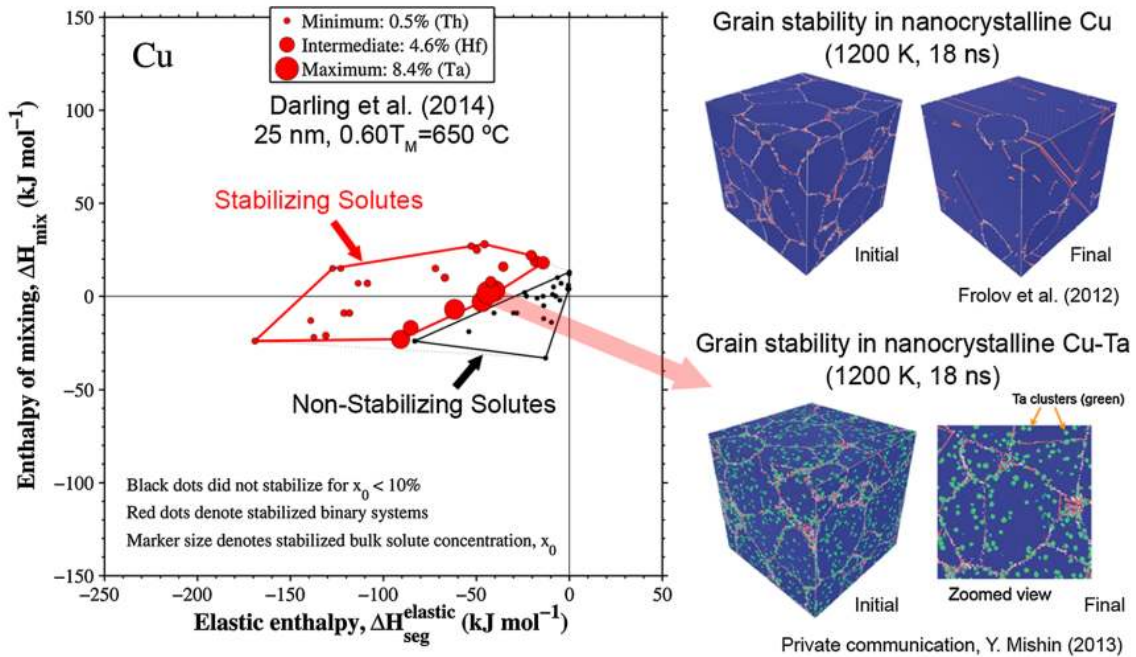 Cu
Minimum: 0.5% (Th)
Intermediate: 4.6% (Hf)
Maximum: 8.4% (Ta)
Darling et al. (2014)
25 nm, 0.60T_M=650 ºC
Stabilizing Solutes
Non-Stabilizing Solutes
Black dots did not stabilize for x_0 < 10%
Red dots denote stabilized binary systems
Marker size denotes stabilized bulk solute concentration, x_0
Enthalpy of mixing, ΔH_mix (kJ mol⁻¹)
150
100
50
0
−50
−100
−150
−250
−200
−150
−100
−50
0
50
Elastic enthalpy, ΔH_seg^elastic (kJ mol⁻¹)
Grain stability in nanocrystalline Cu
(1200 K, 18 ns)
Initial
Final
Frolov et al. (2012)
Grain stability in nanocrystalline Cu-Ta
(1200 K, 18 ns)
Ta clusters (green)
Initial
Zoomed view
Final
Private communication, Y. Mishin (2013)